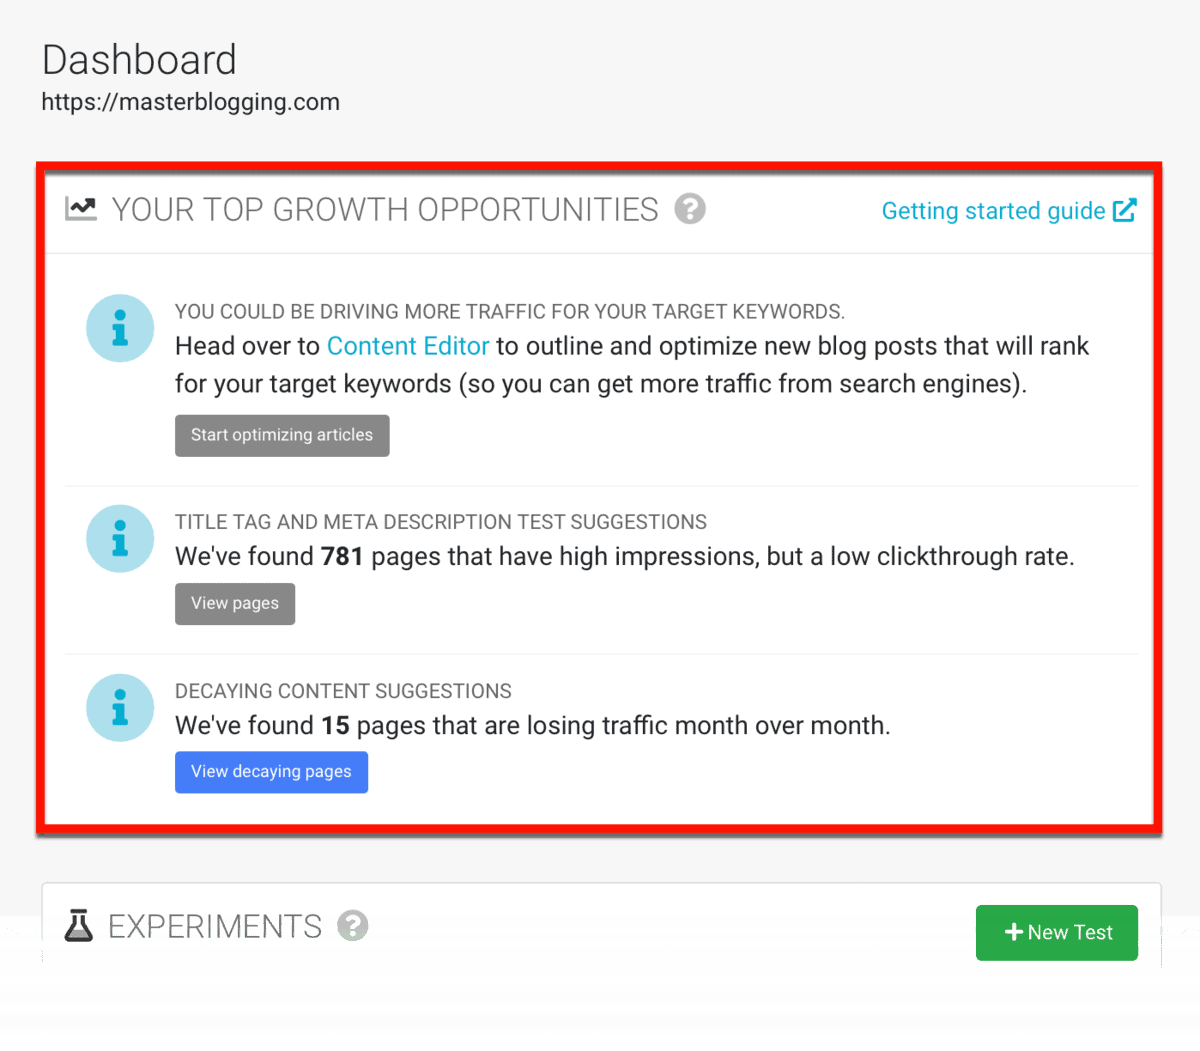 Dashboard
https://masterblogging.com
YOUR TOP GROWTH OPPORTUNITIES ?
Getting started guide
YOU COULD BE DRIVING MORE TRAFFIC FOR YOUR TARGET KEYWORDS.
Head over to Content Editor to outline and optimize new blog posts that will rank
for your target keywords (so you can get more traffic from search engines).
Start optimizing articles
TITLE TAG AND META DESCRIPTION TEST SUGGESTIONS
We've found 781 pages that have high impressions, but a low clickthrough rate.
View pages
DECAYING CONTENT SUGGESTIONS
We've found 15 pages that are losing traffic month over month.
View decaying pages
EXPERIMENTS ?
+ New Test